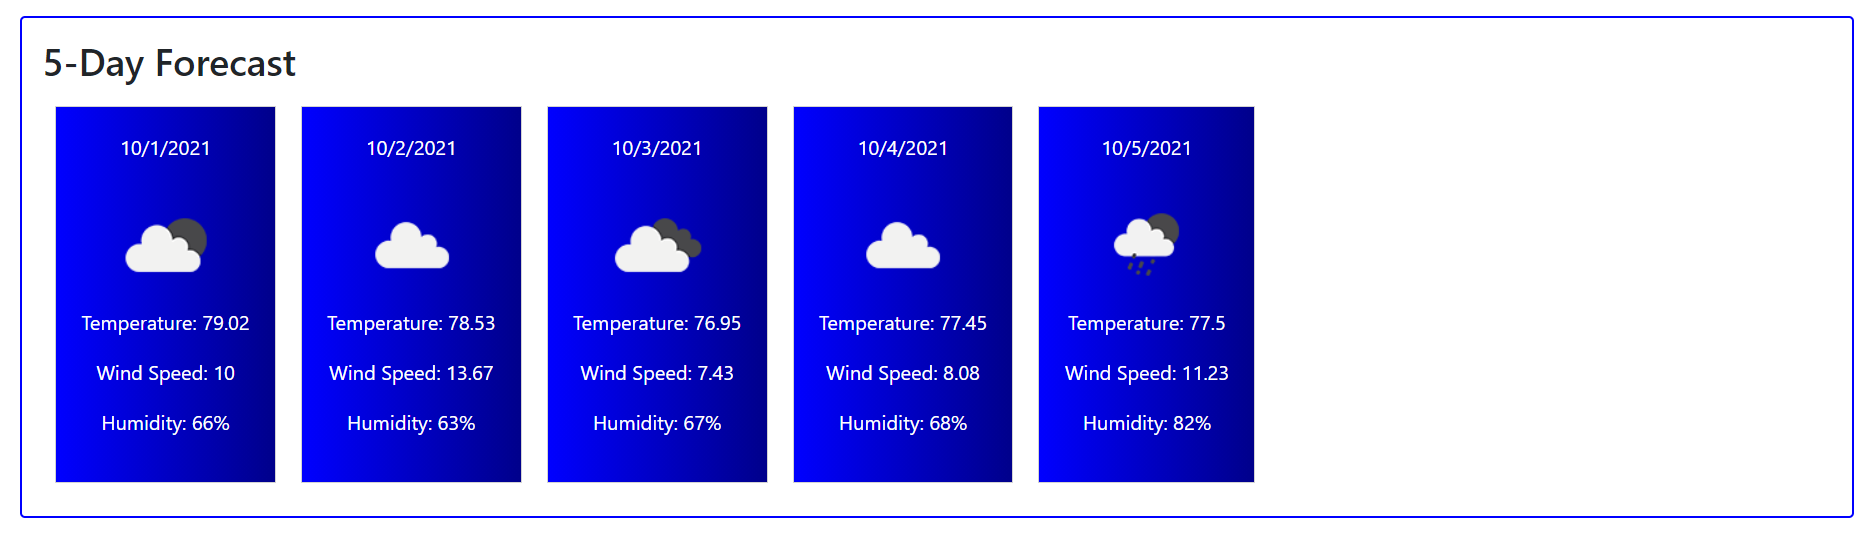 5-Day Forecast
10/1/2021
Temperature: 79.02
Wind Speed: 10
Humidity: 66%
10/2/2021
Temperature: 78.53
Wind Speed: 13.67
Humidity: 63%
10/3/2021
Temperature: 76.95
Wind Speed: 7.43
Humidity: 67%
10/4/2021
Temperature: 77.45
Wind Speed: 8.08
Humidity: 68%
10/5/2021
Temperature: 77.5
Wind Speed: 11.23
Humidity: 82%